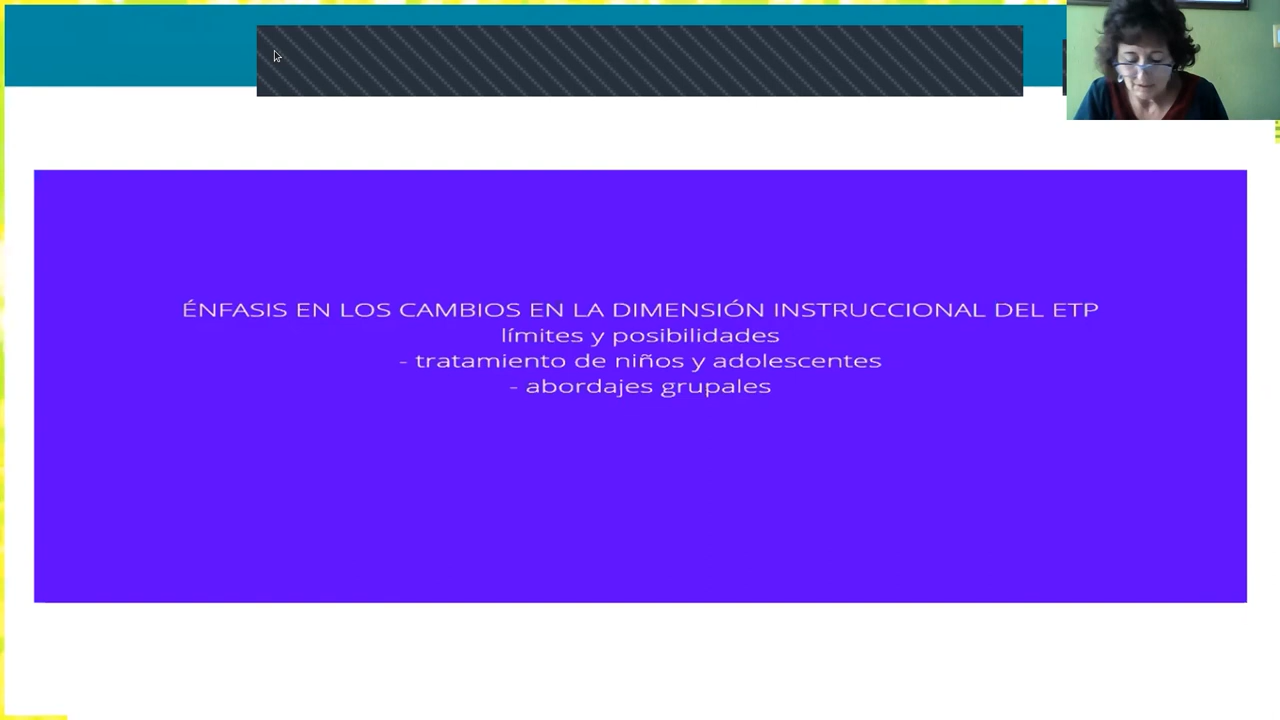 ÉNFASIS EN LOS CAMBIOS EN LA DIMENSIÓN INSTRUCCIONAL DEL ETP
límites y posibilidades
- tratamiento de niños y adolescentes
- abordajes grupales